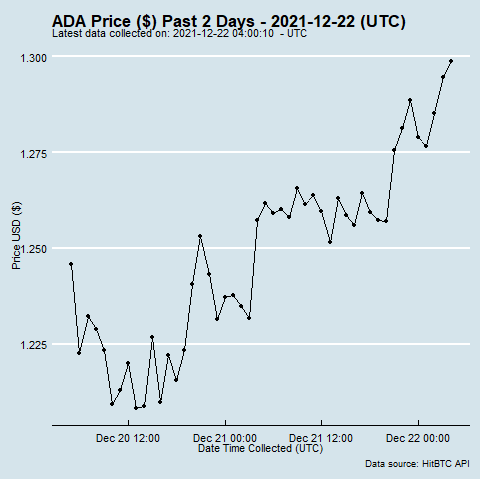 ADA Price ($) Past 2 Days - 2021-12-22 (UTC)
Latest data collected on: 2021-12-22 04:00:10 - UTC
1.300
1.275
1.250
1.225
Price USD ($)
Dec 20 12:00 Dec 21 00:00 Dec 21 12:00 Dec 22 00:00
Date Time Collected (UTC)
Data source: HitBTC API